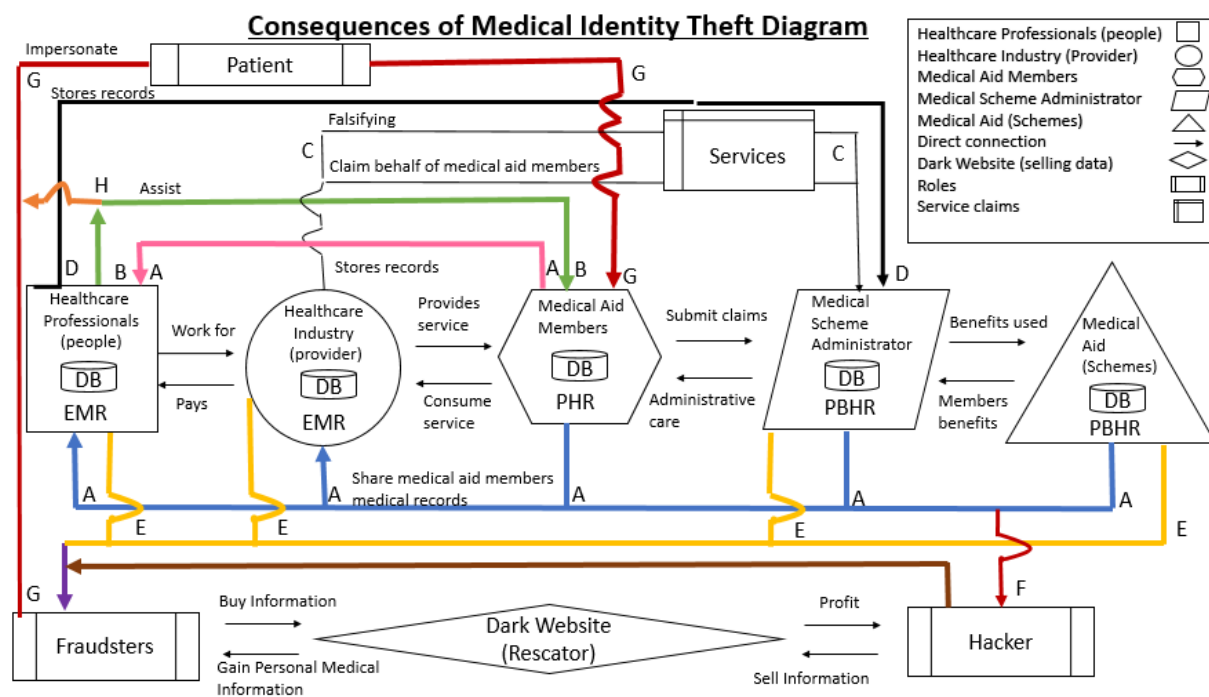 Consequences of Medical Identity Theft Diagram
Healthcare Professionals (people)
Healthcare Industry (Provider)
Medical Aid Members
Medical Scheme Administrator
Medical Aid (Schemes)
Direct connection
Dark Website (selling data)
Roles
Service claims
Impersonate
G
Patient
G
Stores records
Falsifying
C
Claim behalf of medical aid members
Services
C
H
Assist
D
B
A
Stores records
A
B
G
D
Healthcare
Professionals
(people)
DB
EMR
Work for
Pays
Healthcare
Industry
(provider)
DB
EMR
Provides
service
Consume
service
Medical Aid
Members
DB
PHR
Submit claims
Administrative
care
Medical
Scheme
Administrator
DB
PBHR
Benefits used
Members
benefits
Medical
Aid
(Schemes)
DB
PBHR
Share medical aid members
medical records
A
A
A
A
A
E
E
E
E
F
G
Fraudsters
Buy Information
Gain Personal Medical
Information
Dark Website
(Rescator)
Profit
Sell Information
Hacker